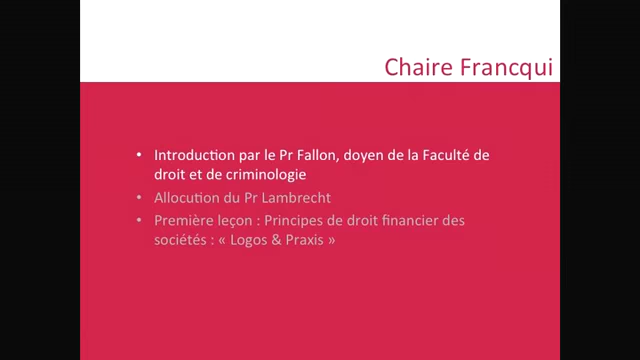 Chaire Francqui
• Introduction par le Pr Fallon, doyen de la Faculté de
droit et de criminologie
• Allocution du Pr Lambrecht
• Première leçon : Principes de droit financier des
sociétés : « Logos & Praxis »